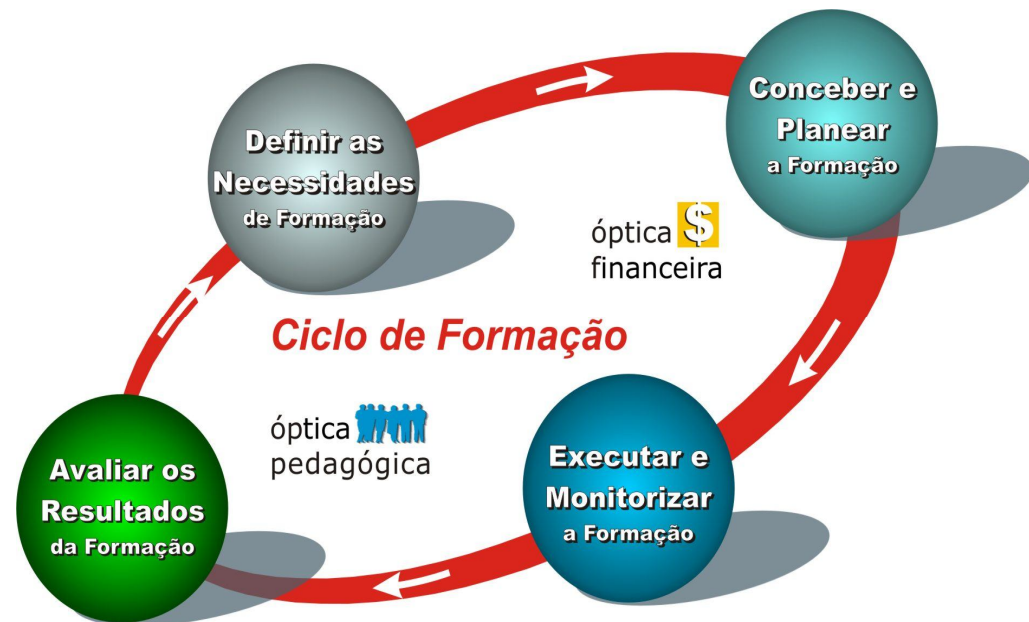 Definir as
Necessidades
de Formação
Conceber e
Planear
a Formação
óptica $
financeira
Ciclo de Formação
óptica
pedagógica
Avaliar os
Resultados
da Formação
Executar e
Monitorizar
a Formação